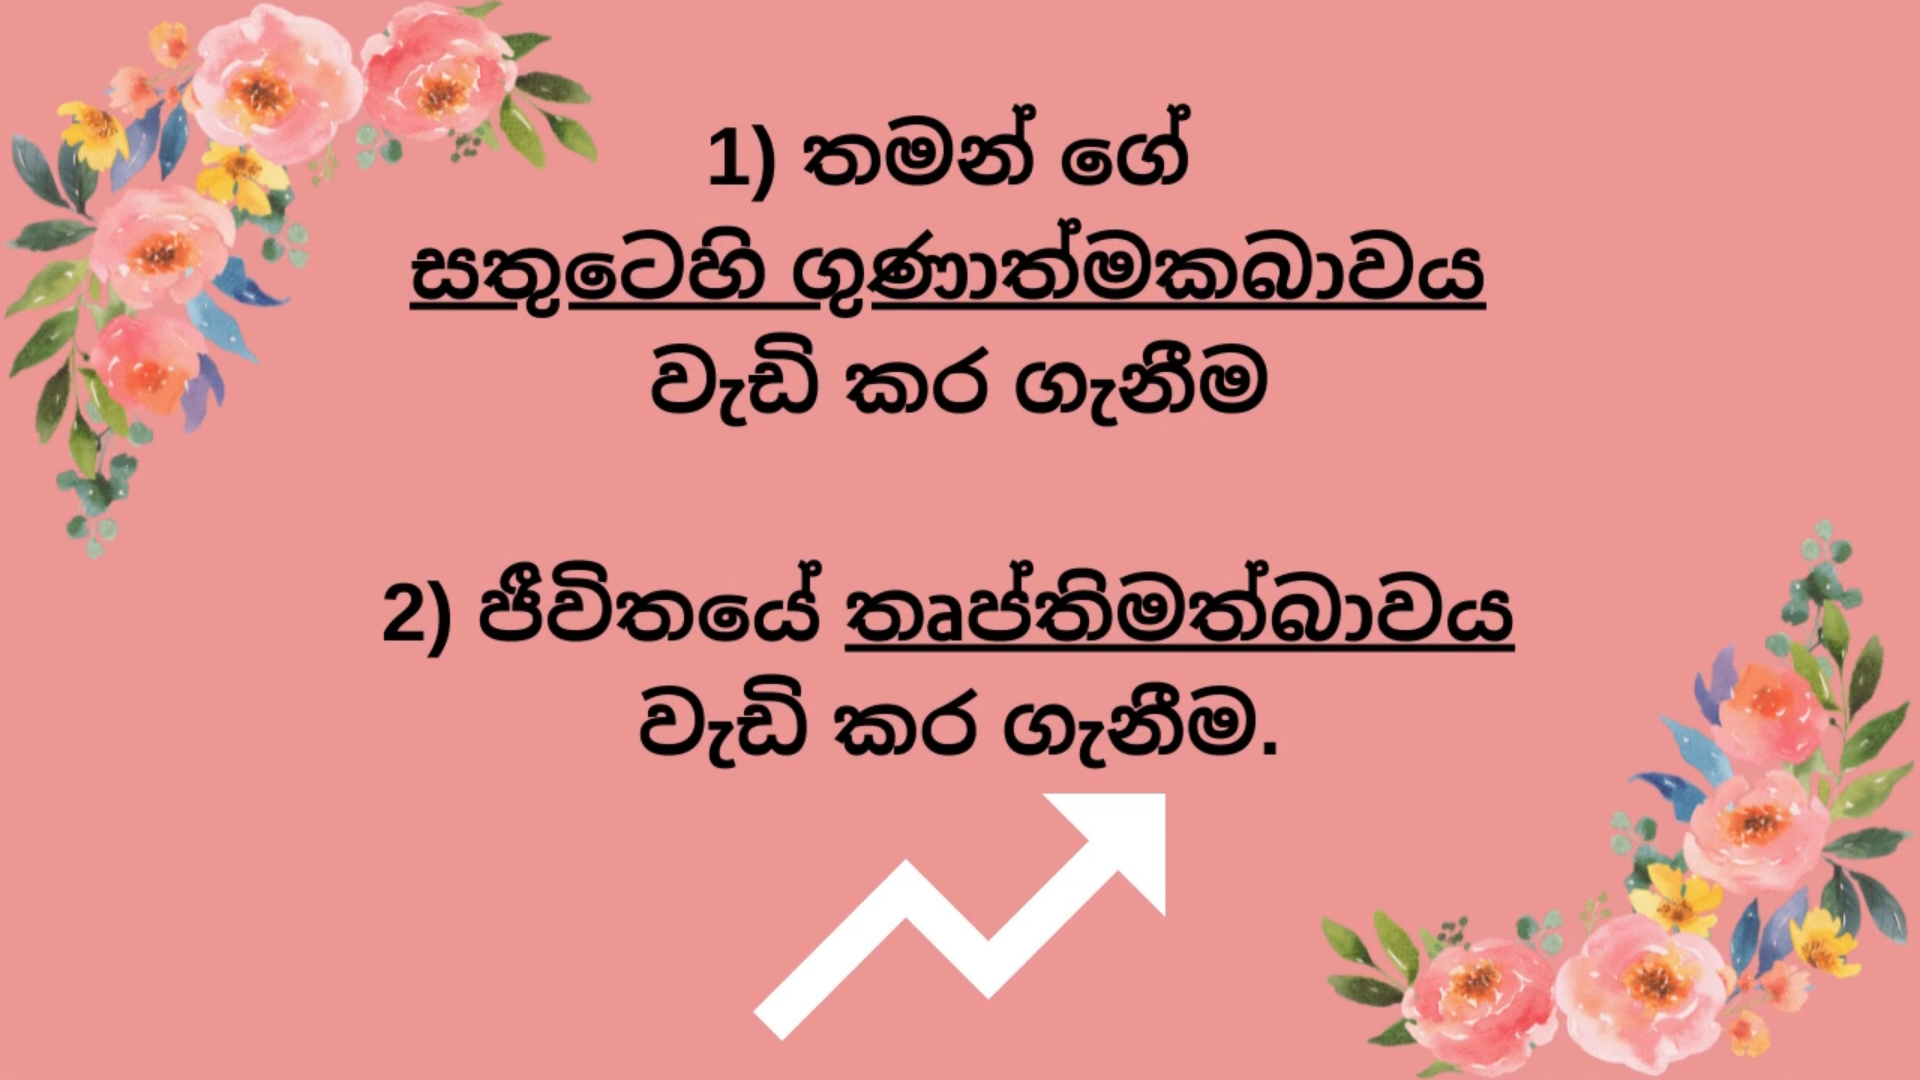 1) තමන් ගේ
සතුටෙහි ගුණාත්මකබාවය
වැඩි කර ගැනීම
2) ජීවිතයේ තෘප්තිමත්බාවය
වැඩි කර ගැනීම.